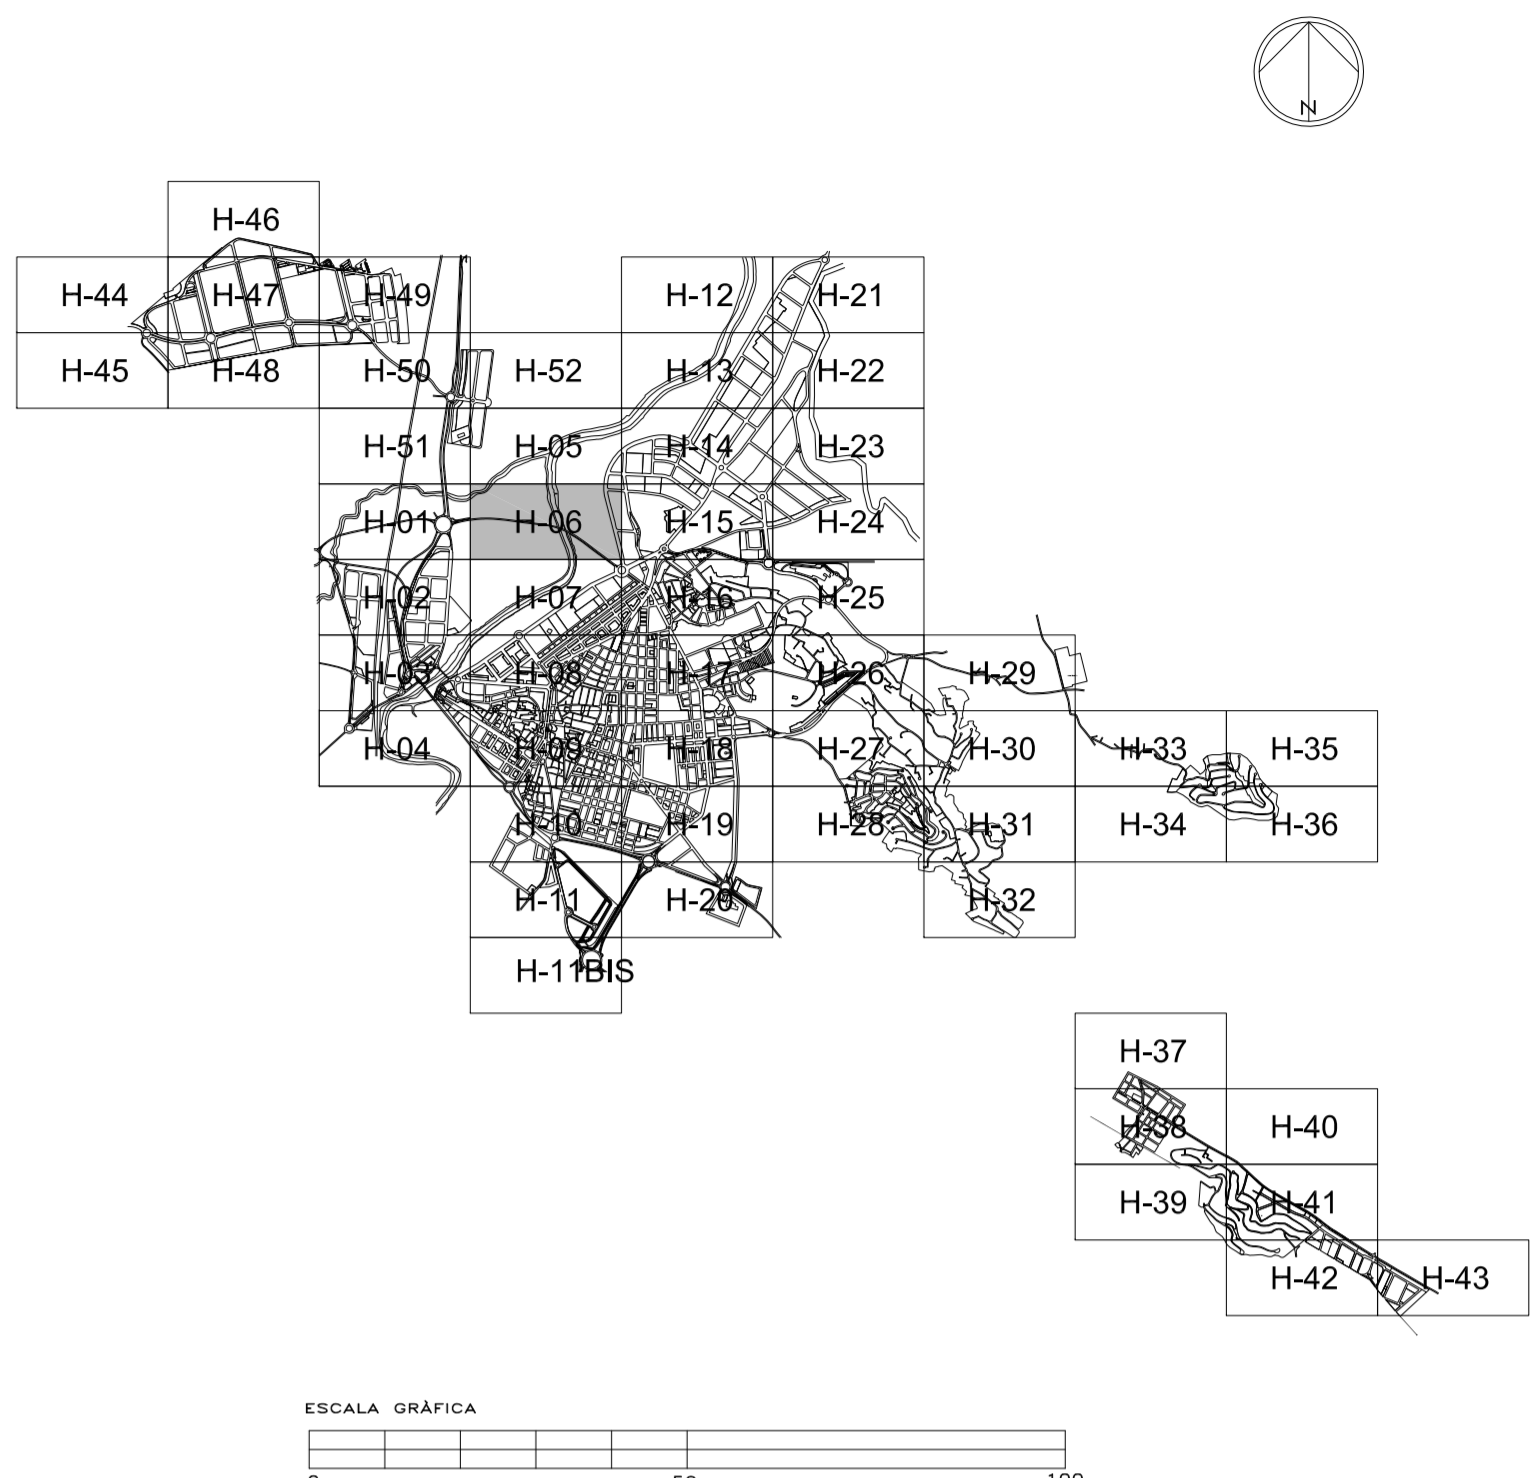 N
H-46
H-44 H-47 H-49 H-12 H-21
H-45 H-48 H-50 H-52 H-13 H-22
H-51 H-05 H-14 H-23
H-01 H-06 H-15 H-24
H-02 H-07 H-16 H-25
H-03 H-08 H-17 H-26 H-29
H-04 H-09 H-18 H-27 H-30 H-33 H-35
H-10 H-19 H-28 H-31 H-34 H-36
H-11 H-20 H-32
H-11BIS
H-37
H-38 H-40
H-39 H-41
H-42 H-43
ESCALA GRÀFICA
0 50 100